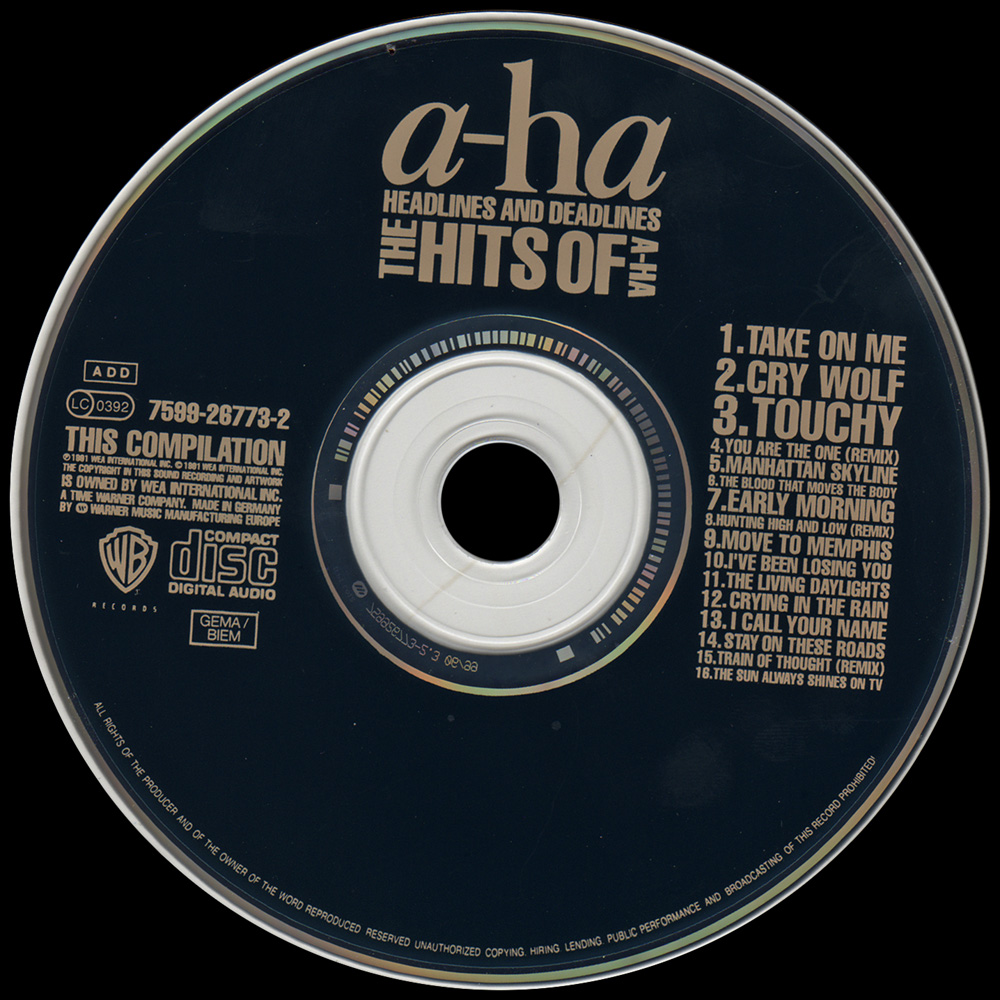 a-ha
HEADLINES AND DEADLINES
THE HITS OF A-HA
1.TAKE ON ME
2.CRY WOLF
3.TOUCHY
4.YOU ARE THE ONE (REMIX)
5.MANHATTAN SKYLINE
6.THE BLOOD THAT MOVES THE BODY
7.EARLY MORNING
8.HUNTING HIGH AND LOW (REMIX)
9.MOVE TO MEMPHIS
10.I'VE BEEN LOSING YOU
11.THE LIVING DAYLIGHTS
12.CRYING IN THE RAIN
13.I CALL YOUR NAME
14.STAY ON THESE ROADS
15.TRAIN OF THOUGHT (REMIX)
16.THE SUN ALWAYS SHINES ON TV
ADD
LC 0392 7599-26773-2
THIS COMPILATION
℗ 1991 WEA INTERNATIONAL INC. © 1991 WEA INTERNATIONAL INC.
THE COPYRIGHT IN THIS SOUND RECORDING AND ARTWORK
IS OWNED BY WEA INTERNATIONAL INC.
A TIME WARNER COMPANY. MADE IN GERMANY
BY WARNER MUSIC MANUFACTURING EUROPE
WB
RECORDS
COMPACT
disc
DIGITAL AUDIO
GEMA/
BIEM
759926773-2.3 06/99
ALL RIGHTS OF THE PRODUCER AND OF THE OWNER OF THE WORD REPRODUCED RESERVED UNAUTHORIZED COPYING. HIRING LENDING. PUBLIC PERFORMANCE AND BROADCASTING OF THIS RECORD PROHIBITED!